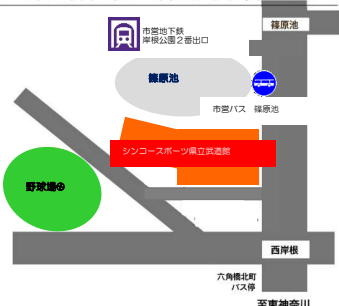 篠原池
市営地下鉄
岸根公園2番出口
篠原池
市営バス 篠原池
シンコースポーツ県立武道館
野球場
西岸根
六角橋北町
バス停
至東神奈川